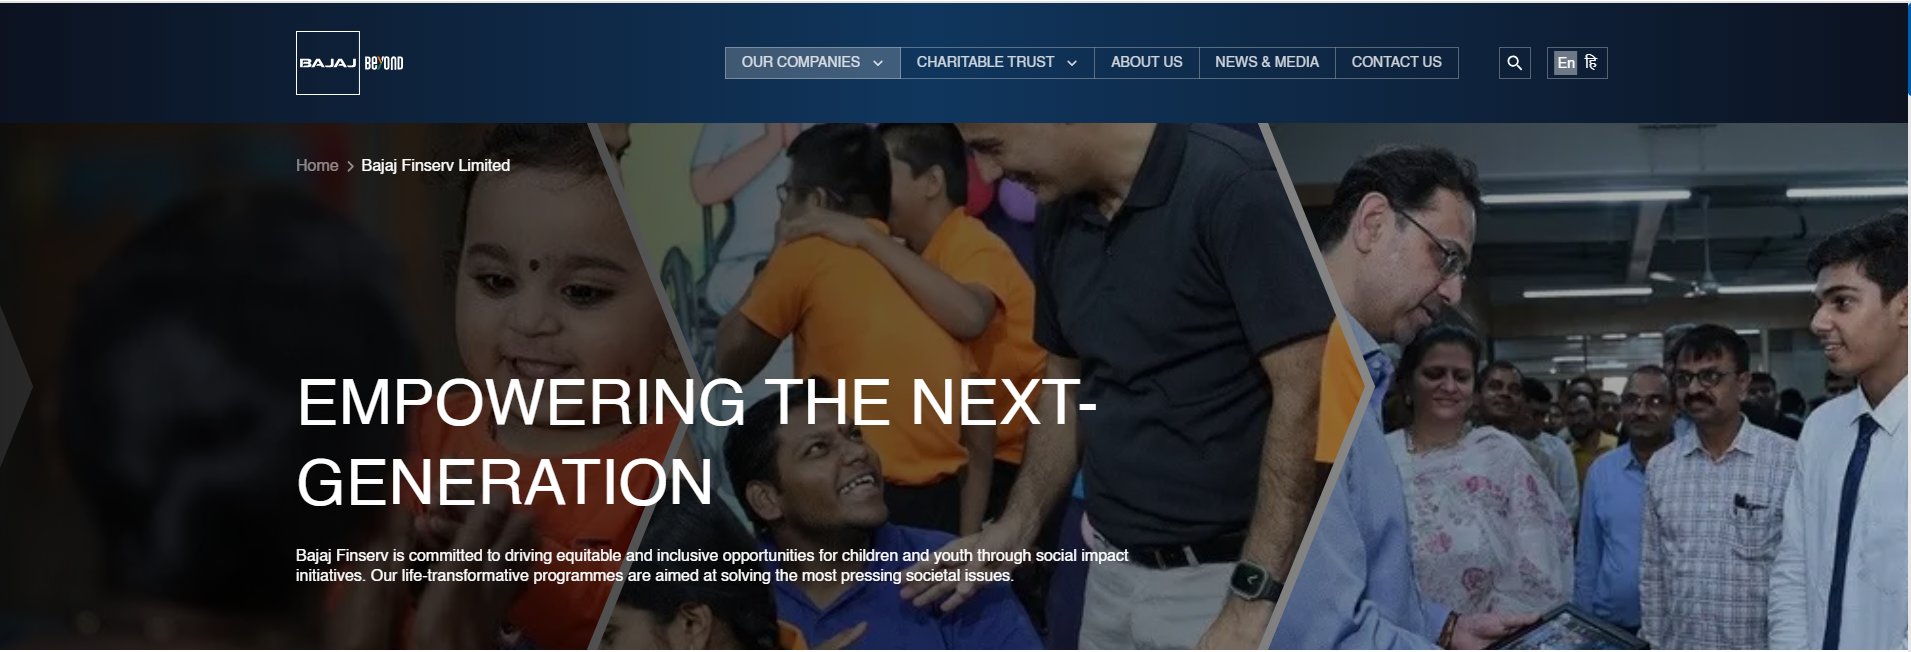 BAJAJ BEYOND
OUR COMPANIES CHARITABLE TRUST ABOUT US NEWS & MEDIA CONTACT US En हि
Home > Bajaj Finserv Limited
EMPOWERING THE NEXT-
GENERATION
Bajaj Finserv is committed to driving equitable and inclusive opportunities for children and youth through social impact
initiatives. Our life-transformative programmes are aimed at solving the most pressing societal issues.